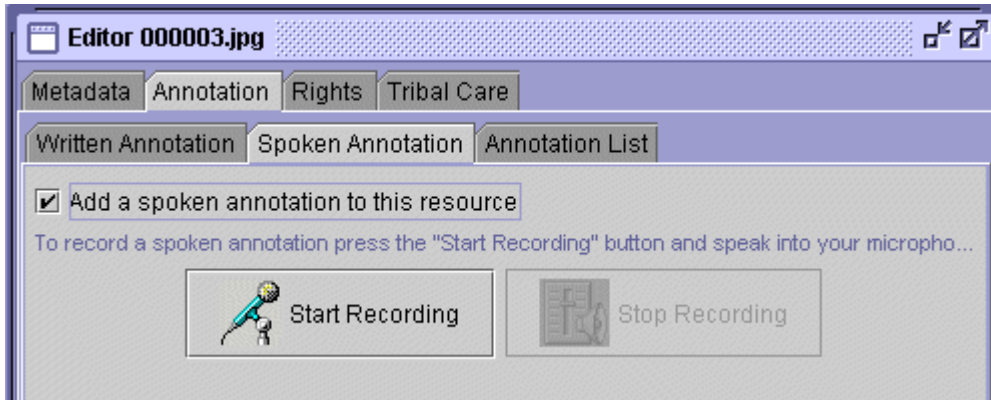 Editor 000003.jpg
Metadata Annotation Rights Tribal Care
Written Annotation Spoken Annotation Annotation List
Add a spoken annotation to this resource
To record a spoken annotation press the "Start Recording" button and speak into your micropho...
Start Recording Stop Recording